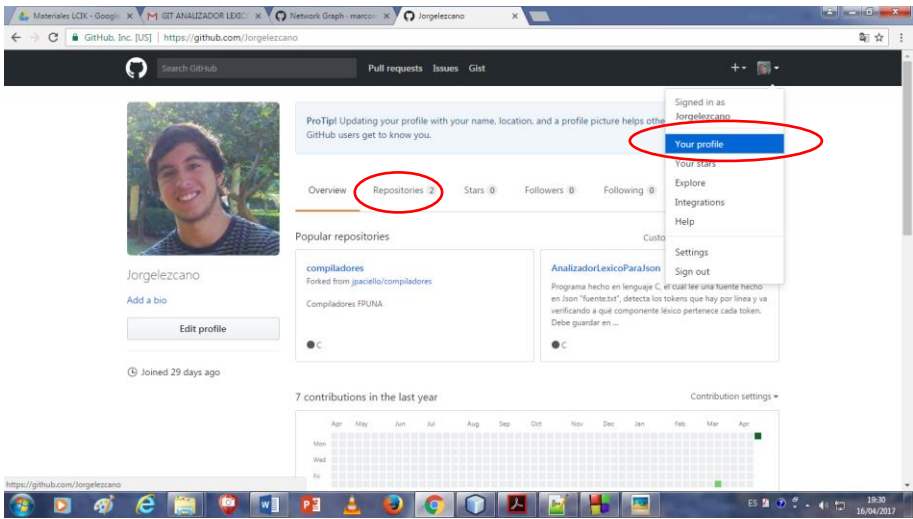 Materiales LCIK - Google
GIT ANALIZADOR LEXIC
Network Graph · marco
Jorgelezcano
GitHub, Inc. [US] | https://github.com/Jorgelezcano
Search GitHub
Pull requests Issues Gist
Signed in as
Jorgelezcano
Your profile
Your stars
Explore
Integrations
Help
Settings
Sign out
ProTip! Updating your profile with your name, location, and a profile picture helps othe
GitHub users get to know you.
Overview Repositories 2 Stars 0 Followers 0 Following 0
Popular repositories
Custo
compiladores
Forked from jpaciello/compiladores
Compiladores FPUNA
C
AnalizadorLexicoParaJson
Programa hecho en lenguaje C, el cual lee una fuente hecho
en Json "fuente.txt", detecta los tokens que hay por línea y va
verificando a qué componente léxico pertenece cada token.
Debe guardar en ...
C
Jorgelezcano
Add a bio
Edit profile
Joined 29 days ago
7 contributions in the last year
Contribution settings
Apr May Jun Jul Aug Sep Oct Nov Dec Jan Feb Mar Apr
Mon
Wed
Fri
https://github.com/Jorgelezcano
ES
19:30
16/04/2017